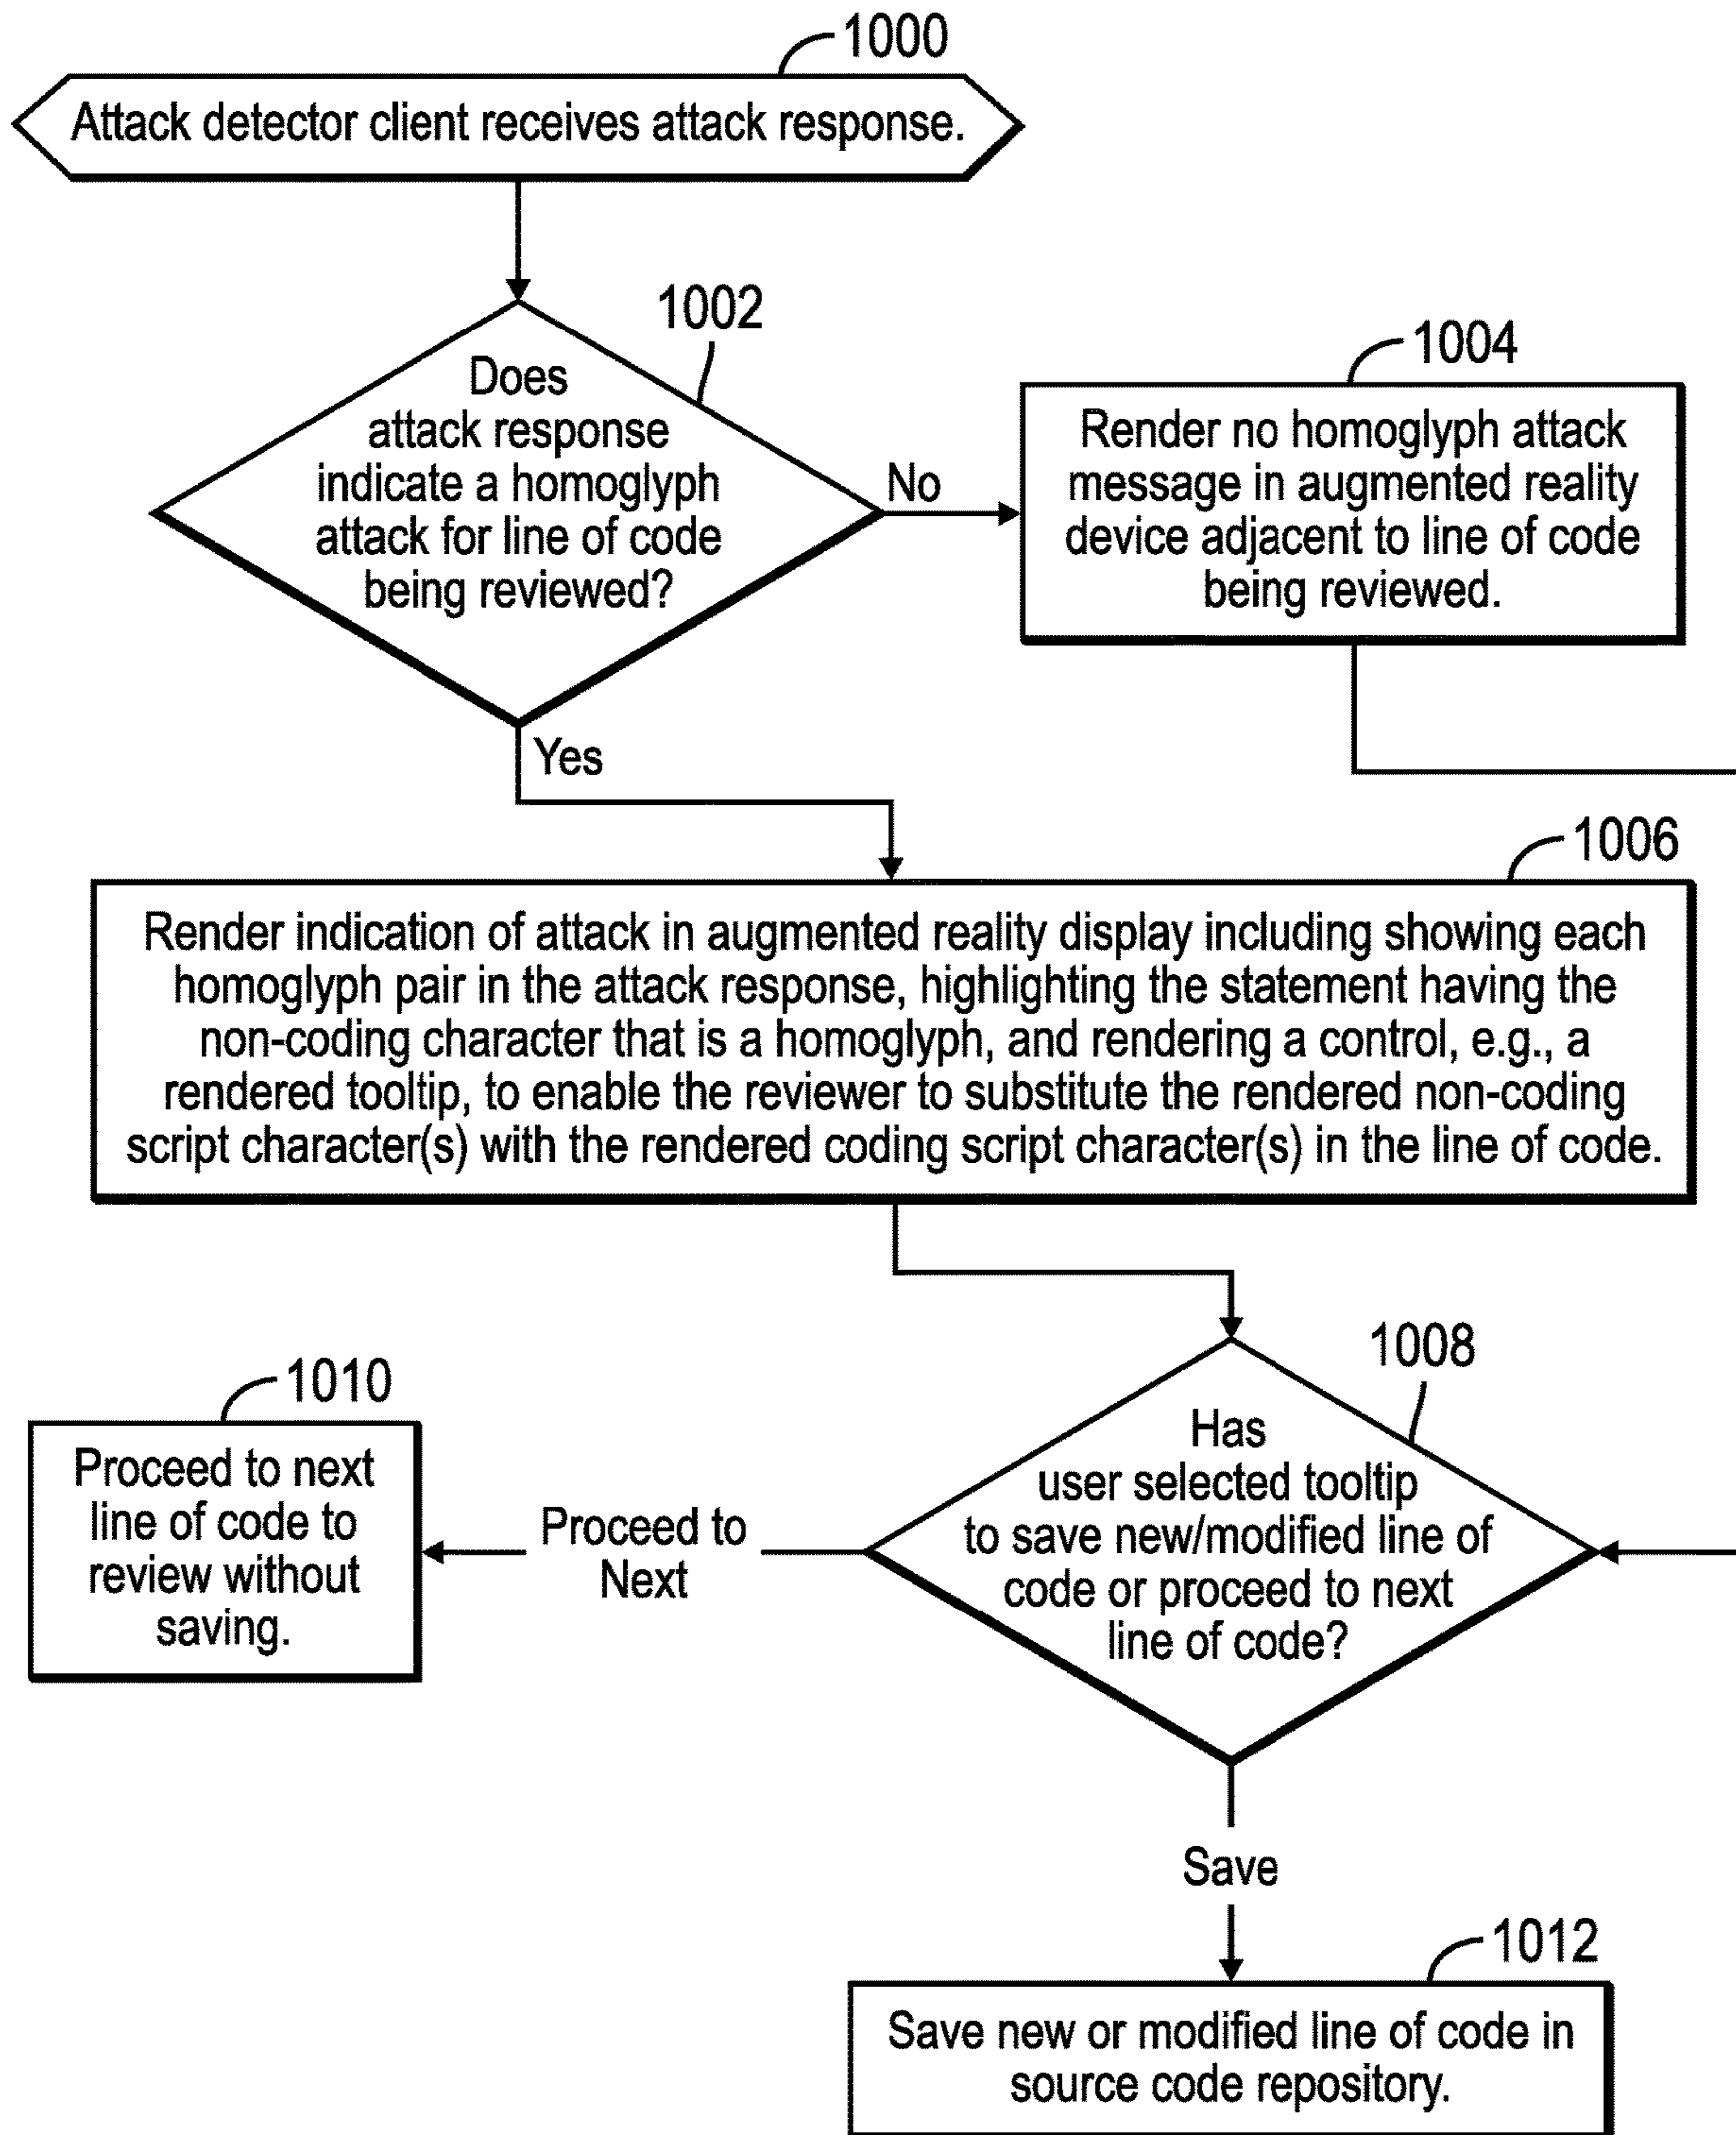 1000
Attack detector client receives attack response.
1002
Does
attack response
indicate a homoglyph
attack for line of code
being reviewed?
No
1004
Render no homoglyph attack
message in augmented reality
device adjacent to line of code
being reviewed.
Yes
1006
Render indication of attack in augmented reality display including showing each
homoglyph pair in the attack response, highlighting the statement having the
non-coding character that is a homoglyph, and rendering a control, e.g., a
rendered tooltip, to enable the reviewer to substitute the rendered non-coding
script character(s) with the rendered coding script character(s) in the line of code.
1008
Has
user selected tooltip
to save new/modified line of
code or proceed to next
line of code?
Proceed to
Next
1010
Proceed to next
line of code to
review without
saving.
Save
1012
Save new or modified line of code in
source code repository.